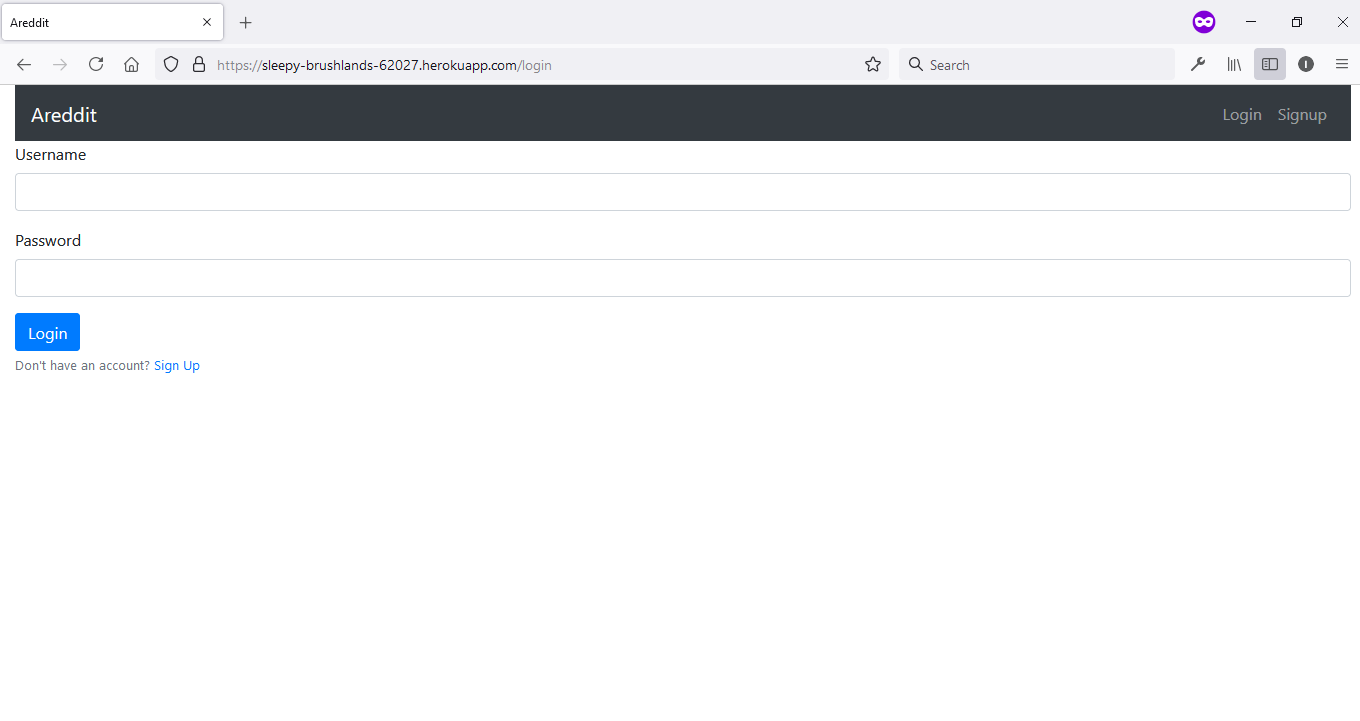 Areddit
https://sleepy-brushlands-62027.herokuapp.com/login
Search
Areddit
Login Signup
Username
Password
Login
Don't have an account? Sign Up